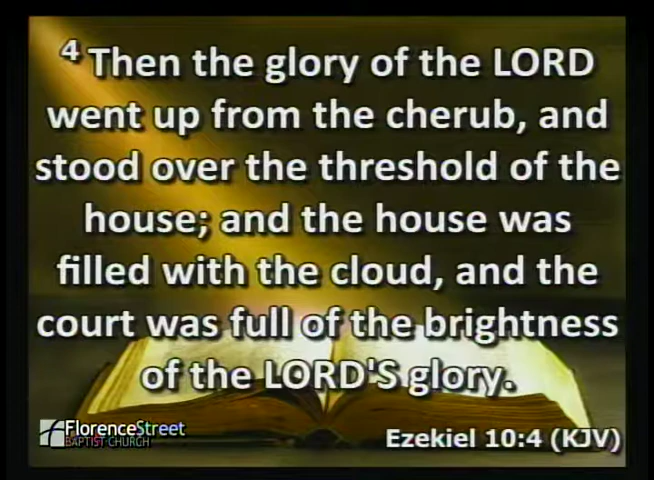 4 Then the glory of the LORD
went up from the cherub, and
stood over the threshold of the
house; and the house was
filled with the cloud, and the
court was full of the brightness
of the LORD'S glory.
FlorenceStreet
BAPTIST CHURCH
Ezekiel 10:4 (KJV)